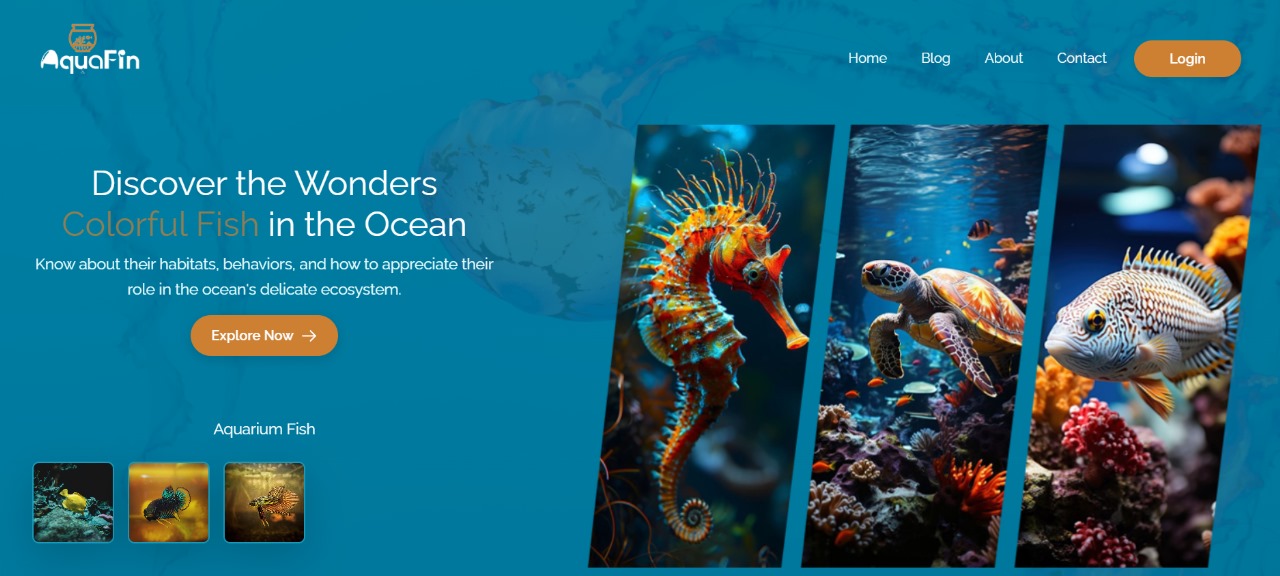 AquaFin
Home Blog About Contact Login
Discover the Wonders
Colorful Fish in the Ocean
Know about their habitats, behaviors, and how to appreciate their
role in the ocean's delicate ecosystem.
Explore Now →
Aquarium Fish